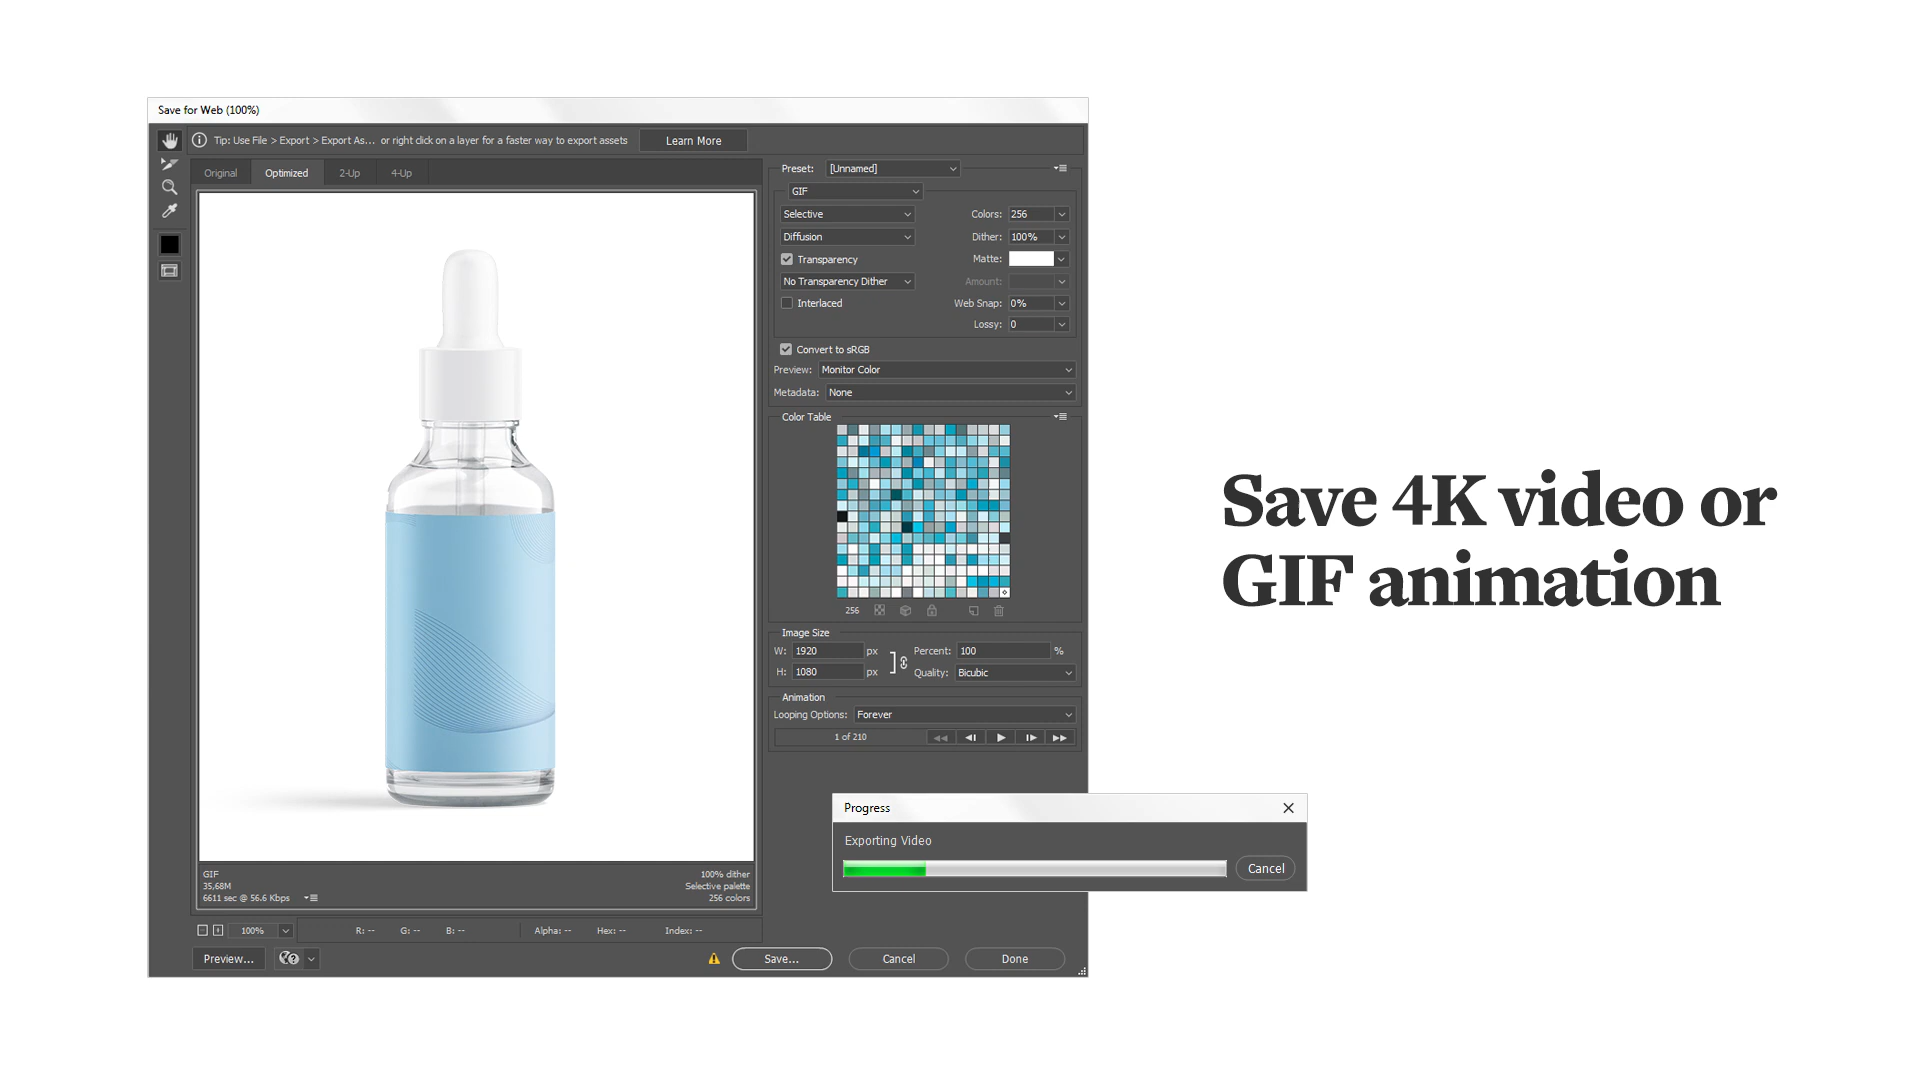 Save for Web (100%)
Tip: Use File > Export > Export As... or right click on a layer for a faster way to export assets
Learn More
Original
Optimized
2-Up
4-Up
Preset: [Unnamed]
GIF
Selective
Colors: 256
Diffusion
Dither: 100%
Transparency
Matte:
No Transparency Dither
Amount:
Interlaced
Web Snap: 0%
Lossy: 0
Convert to sRGB
Preview: Monitor Color
Metadata: None
Color Table
256
Image Size
W: 1920 px
Percent: 100 %
H: 1080 px
Quality: Bicubic
Animation
Looping Options: Forever
1 of 210
GIF
35,68M
6611 sec @ 56.6 Kbps
100% dither
Selective palette
256 colors
100%
R: --
G: --
B: --
Alpha: --
Hex: --
Index: --
Preview...
Save...
Cancel
Done
Progress
Exporting Video
Cancel
Save 4K video or
GIF animation